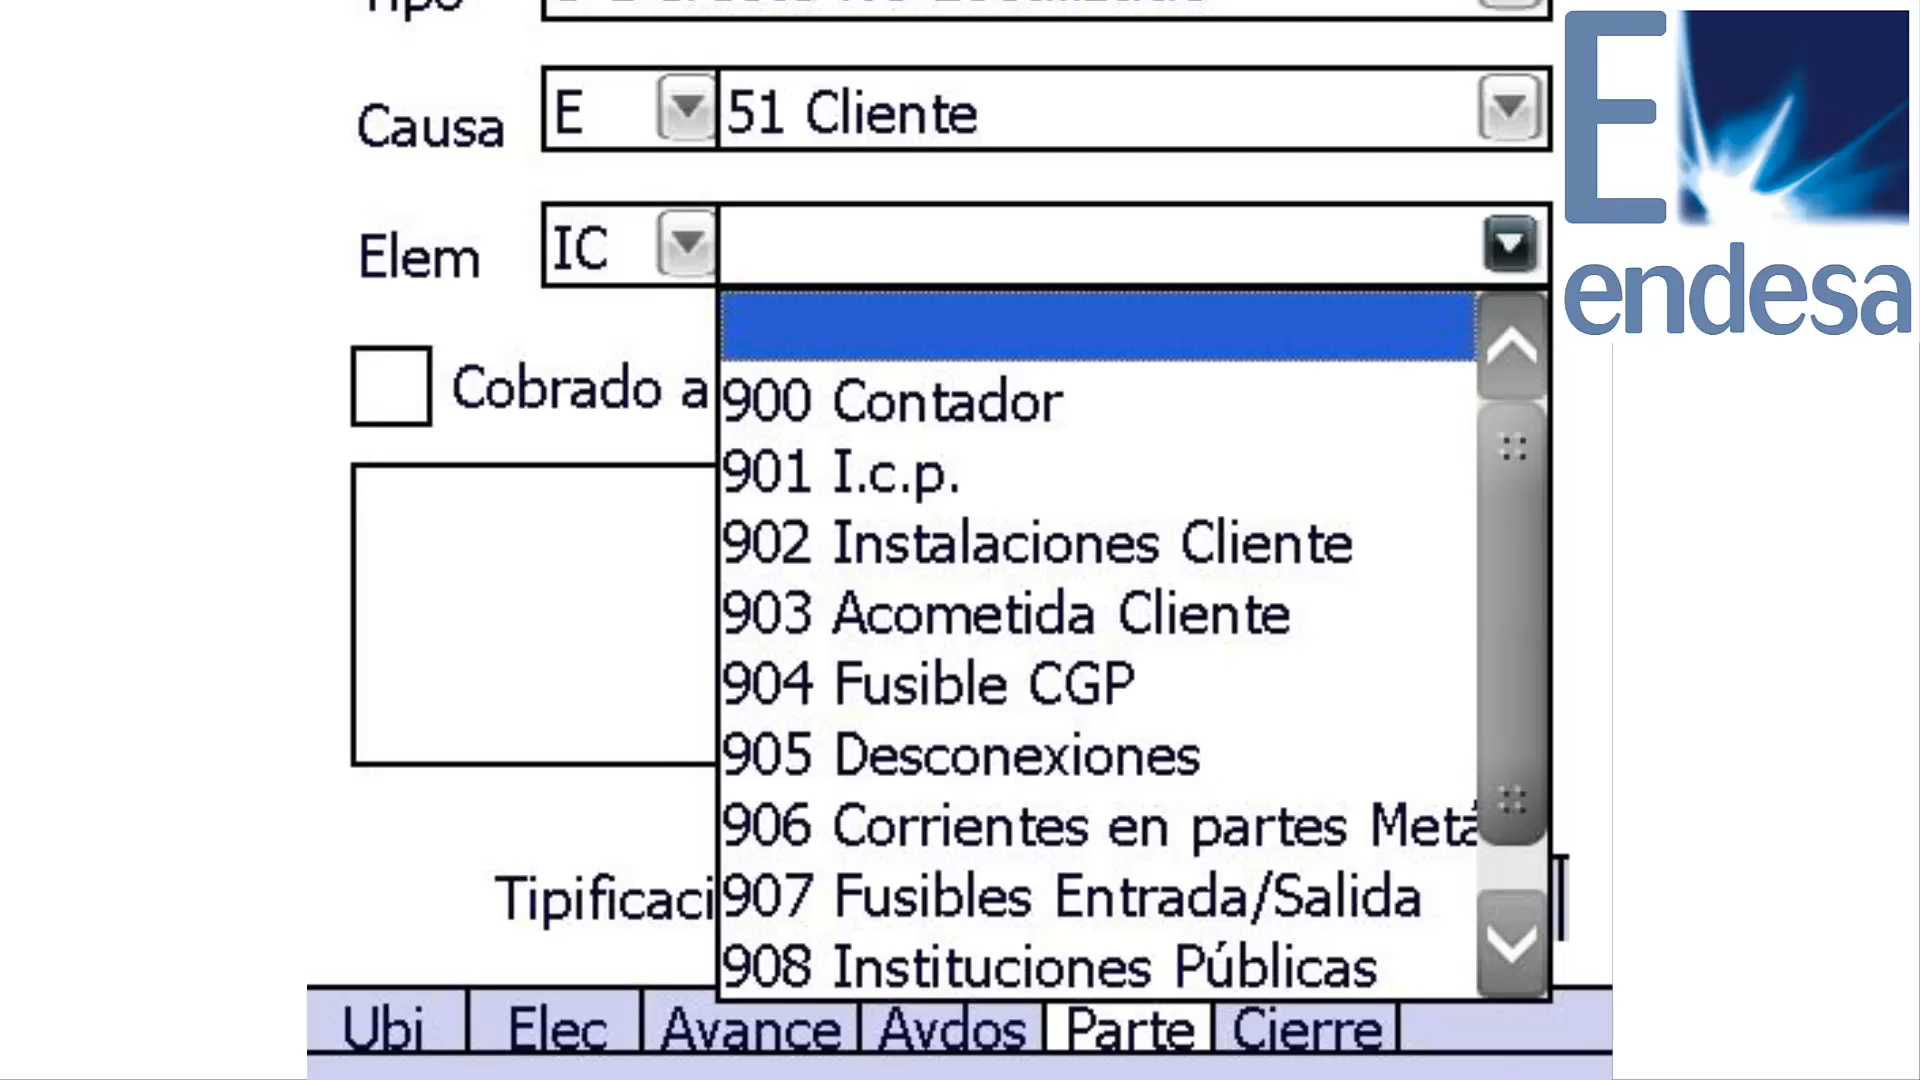 Tipo
Causa E 51 Cliente
Elem IC
Cobrado a
900 Contador
901 I.c.p.
902 Instalaciones Cliente
903 Acometida Cliente
904 Fusible CGP
905 Desconexiones
906 Corrientes en partes Metá
907 Fusibles Entrada/Salida
908 Instituciones Públicas
Tipificaci
Ubi Elec Avance Avdos Parte Cierre
E
endesa